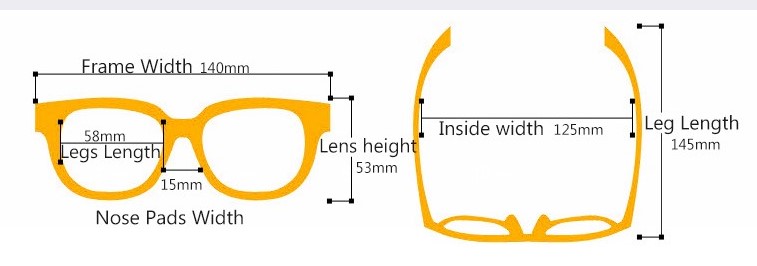 Frame Width 140mm
58mm
Legs Length
15mm
Nose Pads Width
Lens height
53mm
Inside width 125mm
Leg Length
145mm